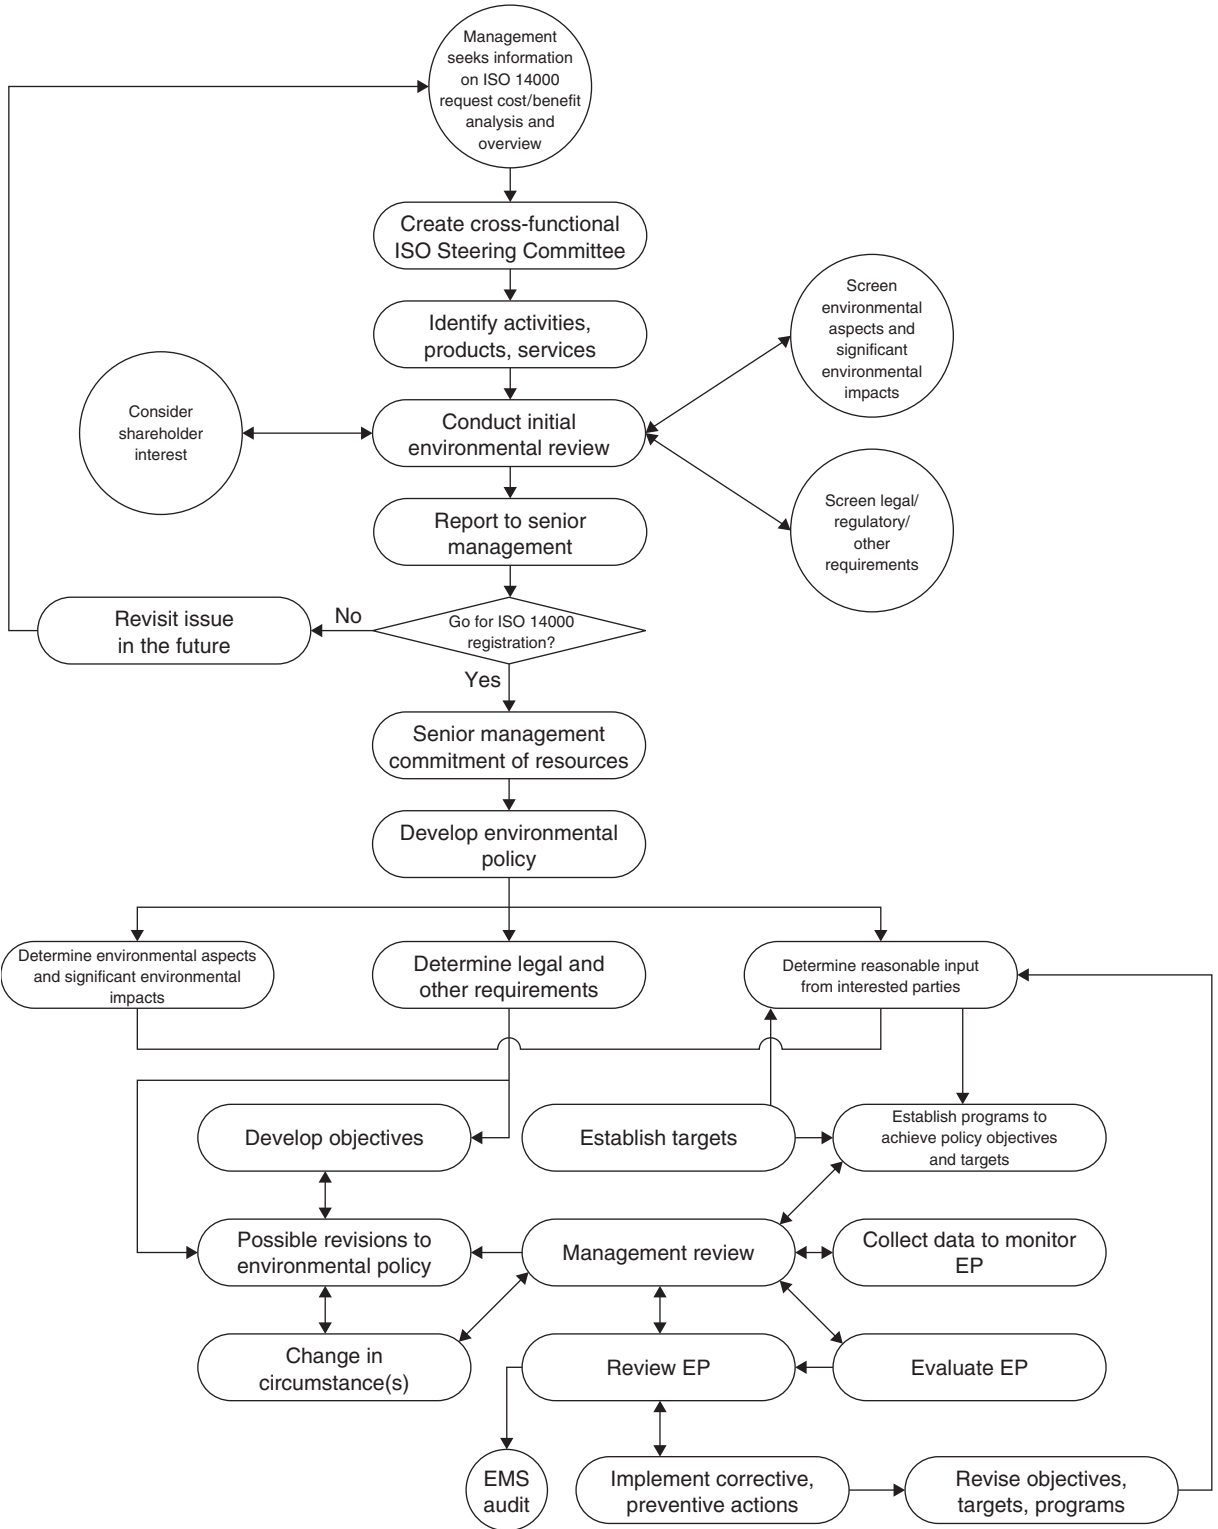 Management
seeks information
on ISO 14000
request cost/benefit
analysis and
overview
Create cross-functional
ISO Steering Committee
Identify activities,
products, services
Screen
environmental
aspects and
significant
environmental
impacts
Consider
shareholder
interest
Conduct initial
environmental review
Screen legal/
regulatory/
other
requirements
Report to senior
management
Go for ISO 14000
registration?
No
Revisit issue
in the future
Yes
Senior management
commitment of resources
Develop environmental
policy
Determine environmental aspects
and significant environmental
impacts
Determine legal and
other requirements
Determine reasonable input
from interested parties
Develop objectives
Establish targets
Establish programs to
achieve policy objectives
and targets
Possible revisions to
environmental policy
Management review
Collect data to monitor
EP
Change in
circumstance(s)
Review EP
Evaluate EP
EMS
audit
Implement corrective,
preventive actions
Revise objectives,
targets, programs